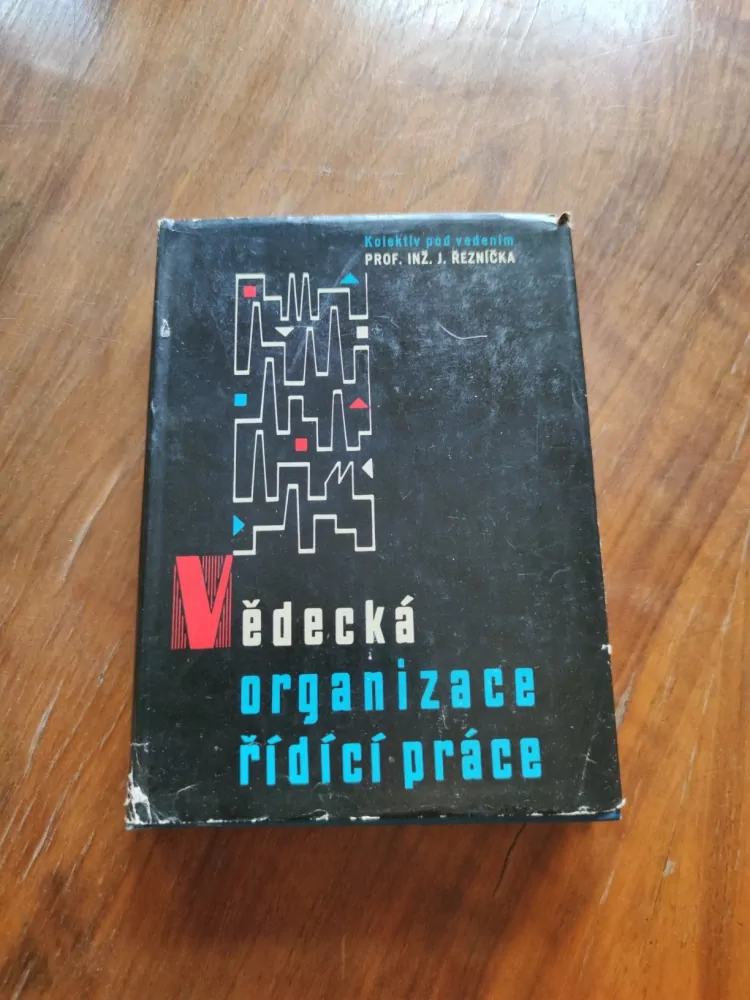 Kolektiv pod vedením
PROF. INŽ. J. ŘEZNÍČKA
Vědecká
organizace
řídící práce